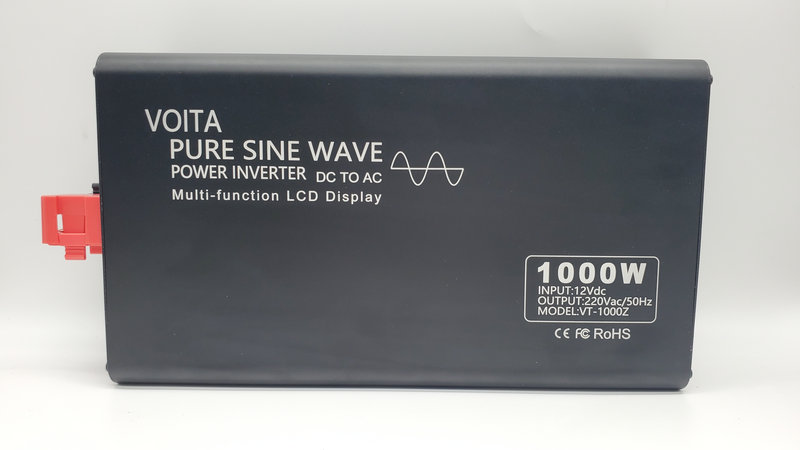 VOITA
PURE SINE WAVE
POWER INVERTER DC TO AC
Multi-function LCD Display
1000W
INPUT:12Vdc
OUTPUT:220Vac/50Hz
MODEL:VT-1000Z
CE FC RoHS